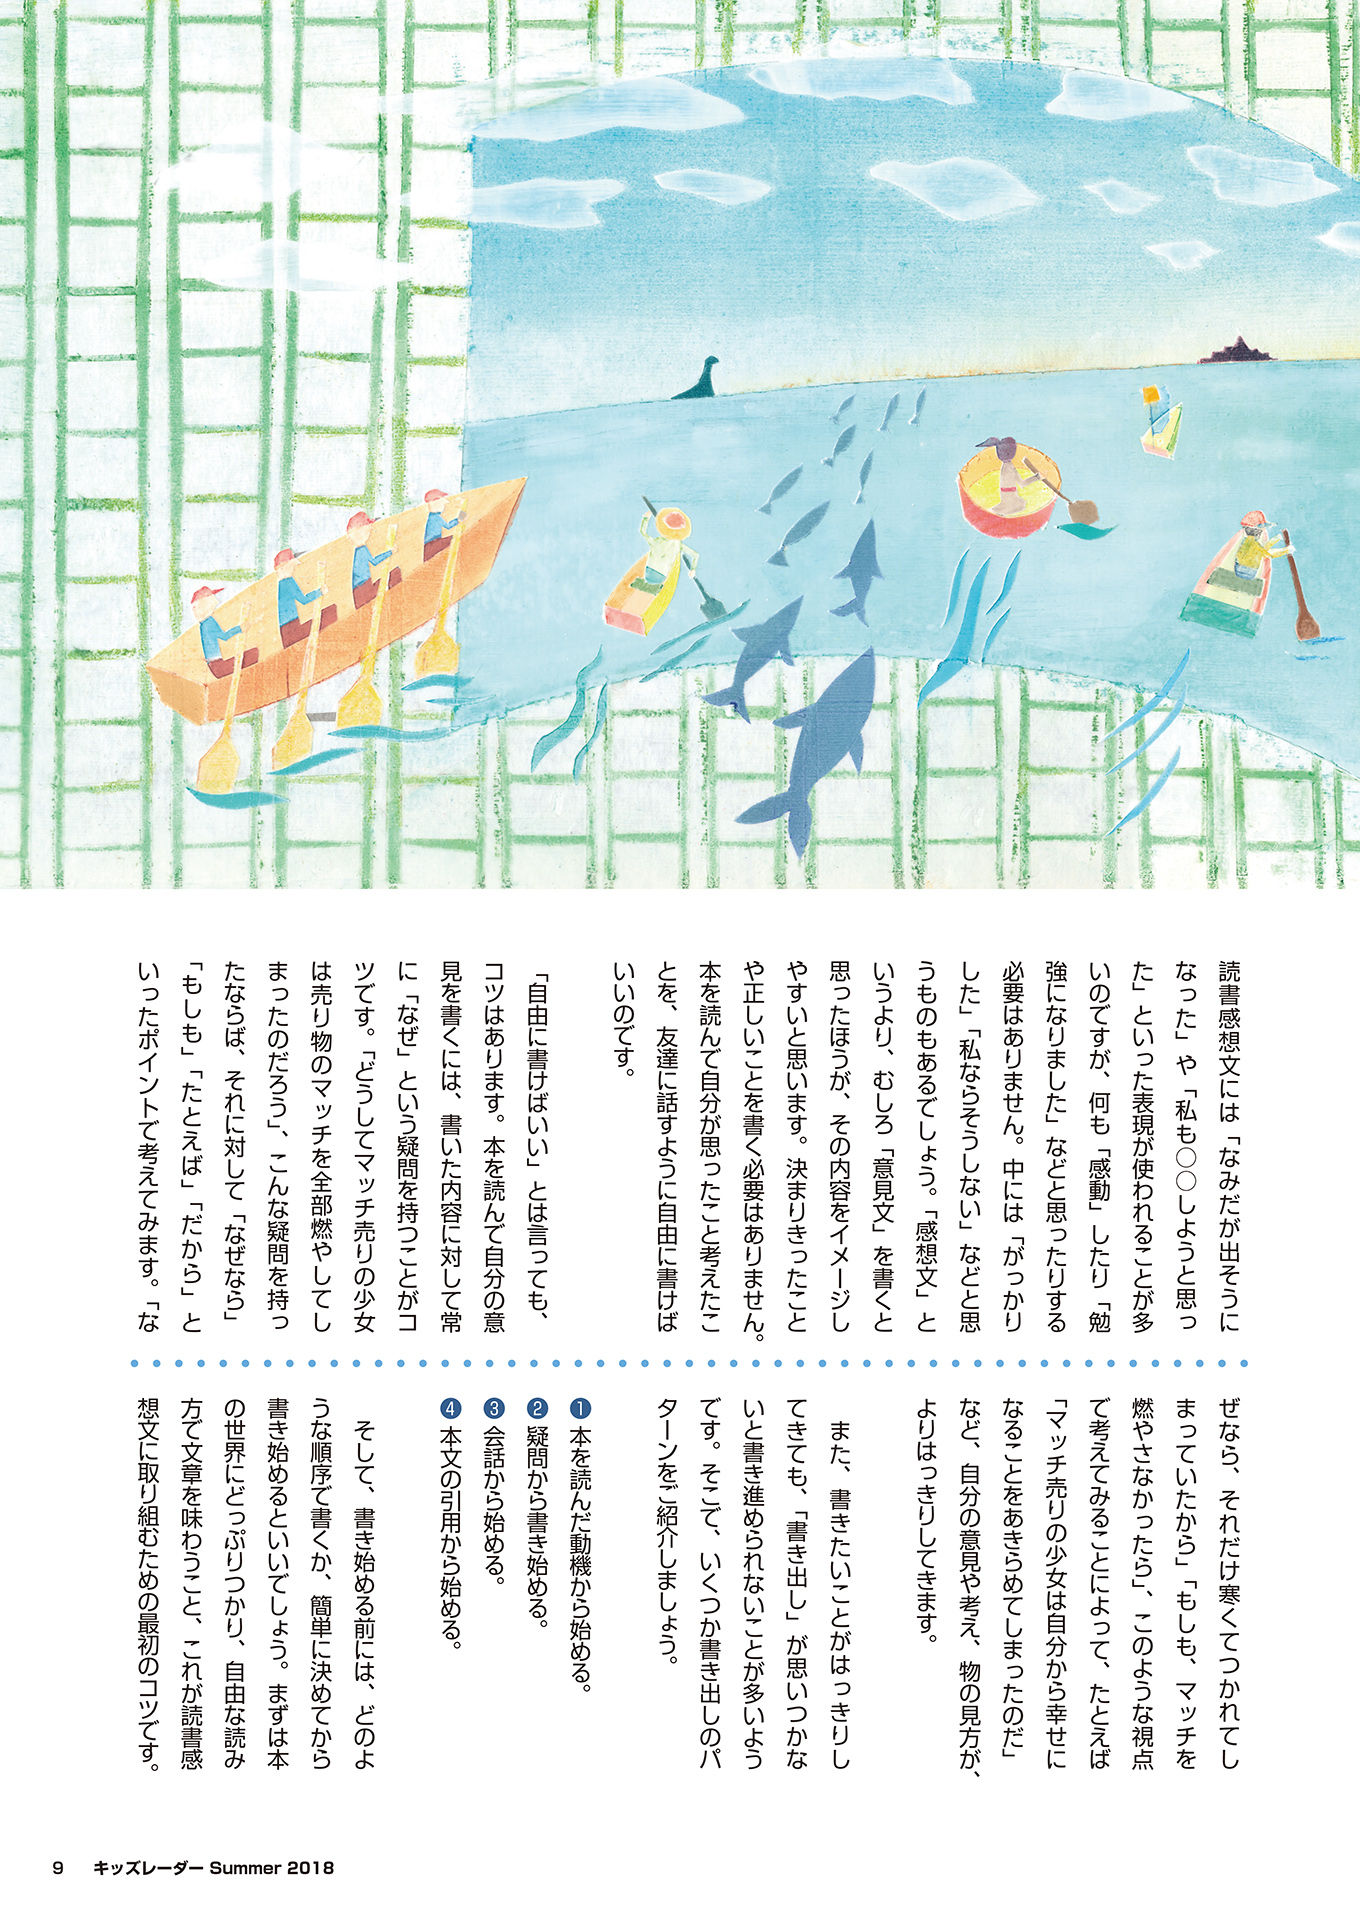 読書感想文には「なみだが出そうに
なった」や「私も〇〇しようと思っ
た」といった表現が使われることが多
いのですが、何も「感動」したり「勉
強になりました」などと思ったりする
必要はありません。中には「がっかり
した」「私ならそうしない」などと思
うものもあるでしょう。「感想文」と
いうより、むしろ「意見文」を書くと
思ったほうが、その内容をイメージし
やすいと思います。決まりきったこと
や正しいことを書く必要はありません。
本を読んで自分が思ったこと考えたこ
とを、友達に話すように自由に書けば
いいのです。
「自由に書けばいい」とは言っても、
コツはあります。本を読んで自分の意
見を書くには、書いた内容に対して常
に「なぜ」という疑問を持つことがコ
ツです。「どうしてマッチ売りの少女
は売り物のマッチを全部燃やしてし
まったのだろう」、こんな疑問を持っ
たならば、それに対して「なぜなら」
「もしも」「たとえば」「だから」と
いったポイントで考えてみます。「な
ぜなら、それだけ寒くてつかれてし
まっていたから」「もしも、マッチを
燃やさなかったら」、このような視点
で考えてみることによって、たとえば
「マッチ売りの少女は自分から幸せに
なることをあきらめてしまったのだ」
など、自分の意見や考え、物の見方が、
よりはっきりしてきます。
また、書きたいことがはっきりし
てきても、「書き出し」が思いつかな
いと書き進められないことが多いよう
です。そこで、いくつか書き出しのパ
ターンをご紹介しましょう。
❶ 本を読んだ動機から始める。
❷ 疑問から書き始める。
❸ 会話から始める。
❹ 本文の引用から始める。
そして、書き始める前には、どのよ
うな順序で書くか、簡単に決めてから
書き始めるといいでしょう。まずは本
の世界にどっぷりつかり、自由な読み
方で文章を味わうこと、これが読書感
想文に取り組むための最初のコツです。
9 キッズレーダー Summer 2018